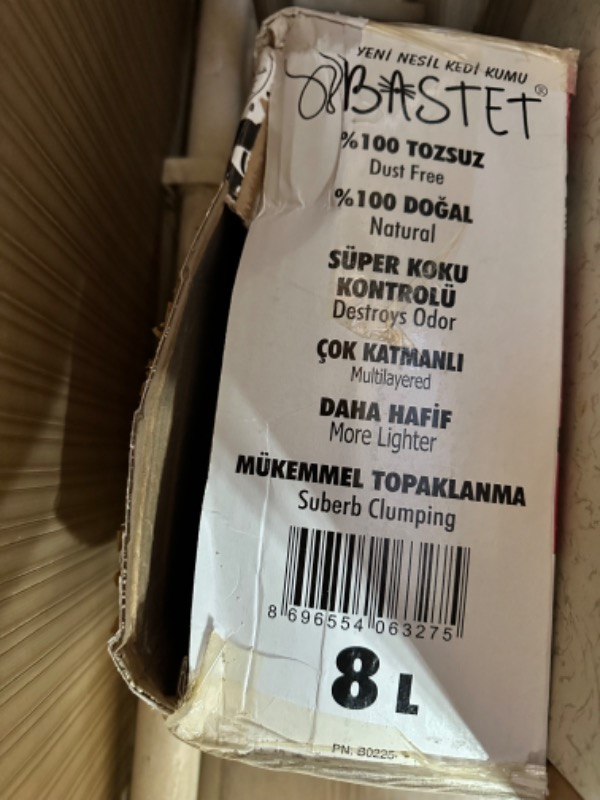 YENİ NESİL KEDİ KUMU
BASTET®
%100 TOZSUZ
Dust Free
%100 DOĞAL
Natural
SÜPER KOKU
KONTROLÜ
Destroys Odor
ÇOK KATMANLI
Multilayered
DAHA HAFİF
More Lighter
MÜKEMMEL TOPAKLANMA
Suberb Clumping
8 696554 063275
8 L
PN. B0225-